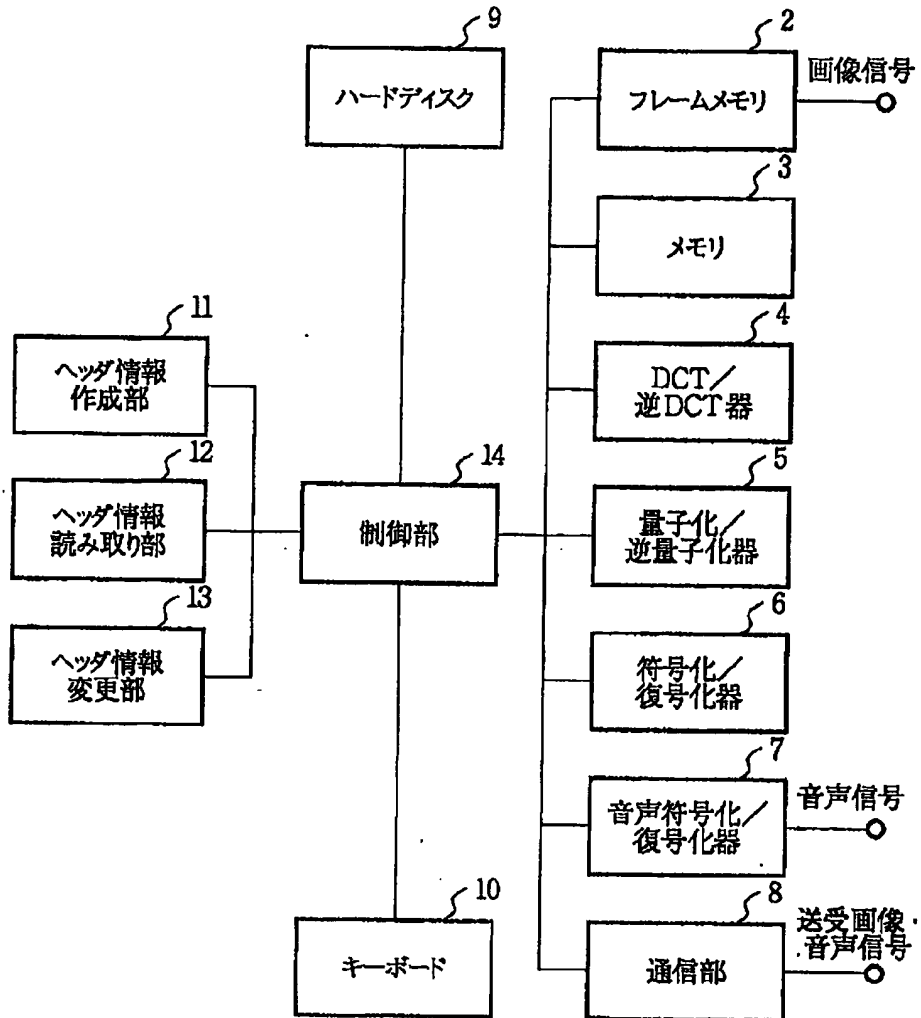 9
ハードディスク
2
フレームメモリ
画像信号
3
メモリ
4
DCT／
逆DCT器
5
量子化／
逆量子化器
6
符号化／
復号化器
7
音声符号化／
復号化器
音声信号
8
通信部
送受画像・
音声信号
11
ヘッダ情報
作成部
12
ヘッダ情報
読み取り部
13
ヘッダ情報
変更部
14
制御部
10
キーボード